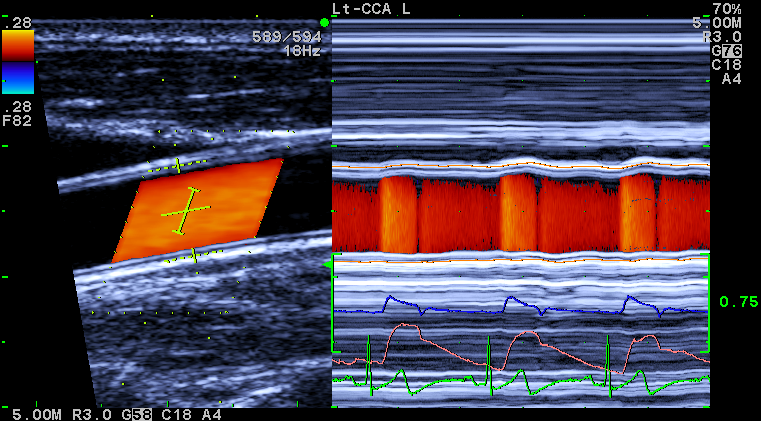 Lt-CCA L
.28
70%
5.00M
589/594
18Hz
R3.0
G76
C18
A4
.28
F82
0.75
5.00M R3.0 G58 C18 A4